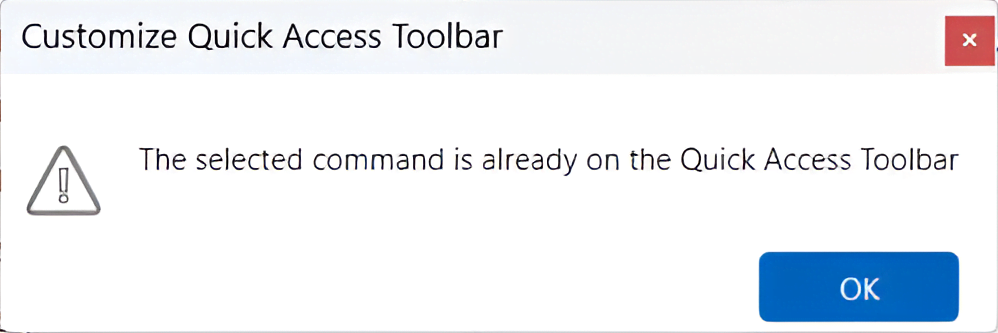 Customize Quick Access Toolbar
The selected command is already on the Quick Access Toolbar
OK